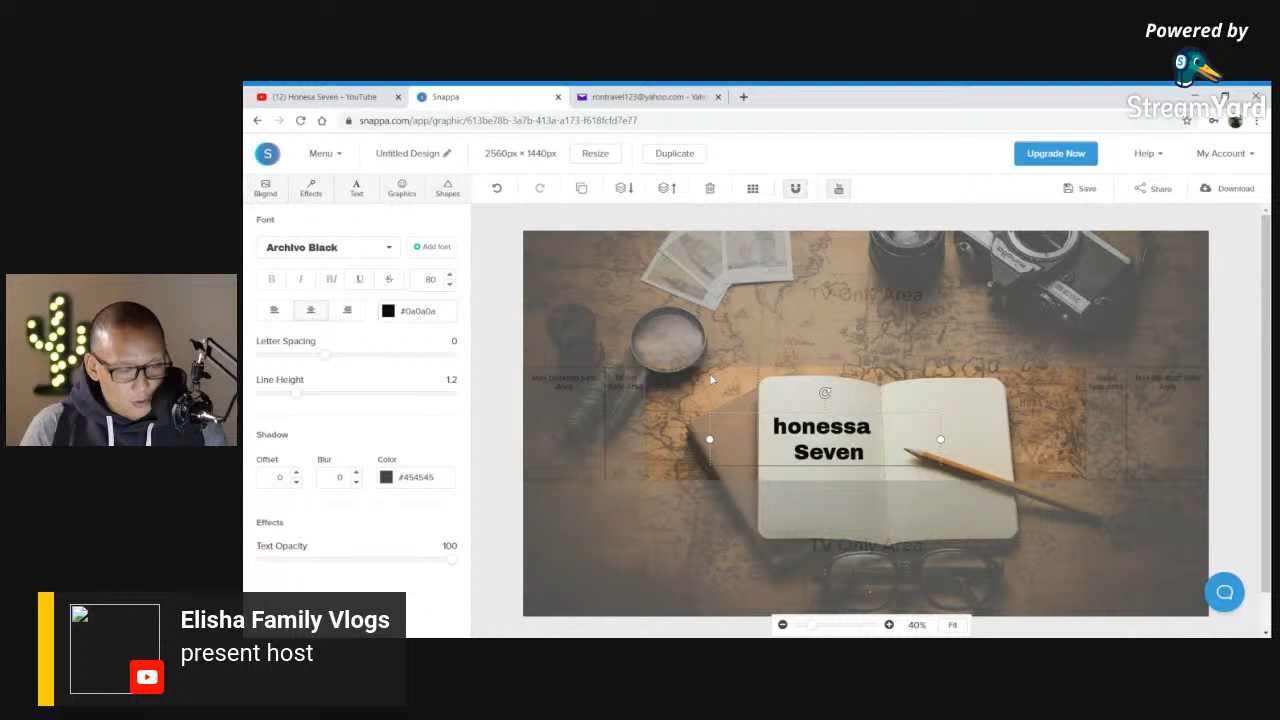 Powered by
StreamYard
(12) Honesa Seven - YouTube
Snappa
rontravel123@yahoo.com - Yah
snappa.com/app/graphic/613be78b-3a7b-413a-a173-f618fcfd7e77
S
Menu
Untitled Design
2560px × 1440px
Resize
Duplicate
Upgrade Now
Help
My Account
Bkgrnd
Effects
Text
Graphics
Shapes
Save
Share
Download
Font
Archivo Black
Add font
B I BI U S 80
#0a0a0a
Letter Spacing 0
Line Height 1.2
Shadow
Offset
Blur
Color
0
0
#454545
Effects
Text Opacity 100
TV Only Area
minolta
honessa
Seven
TV Only Area
40%
Fit
Elisha Family Vlogs
present host